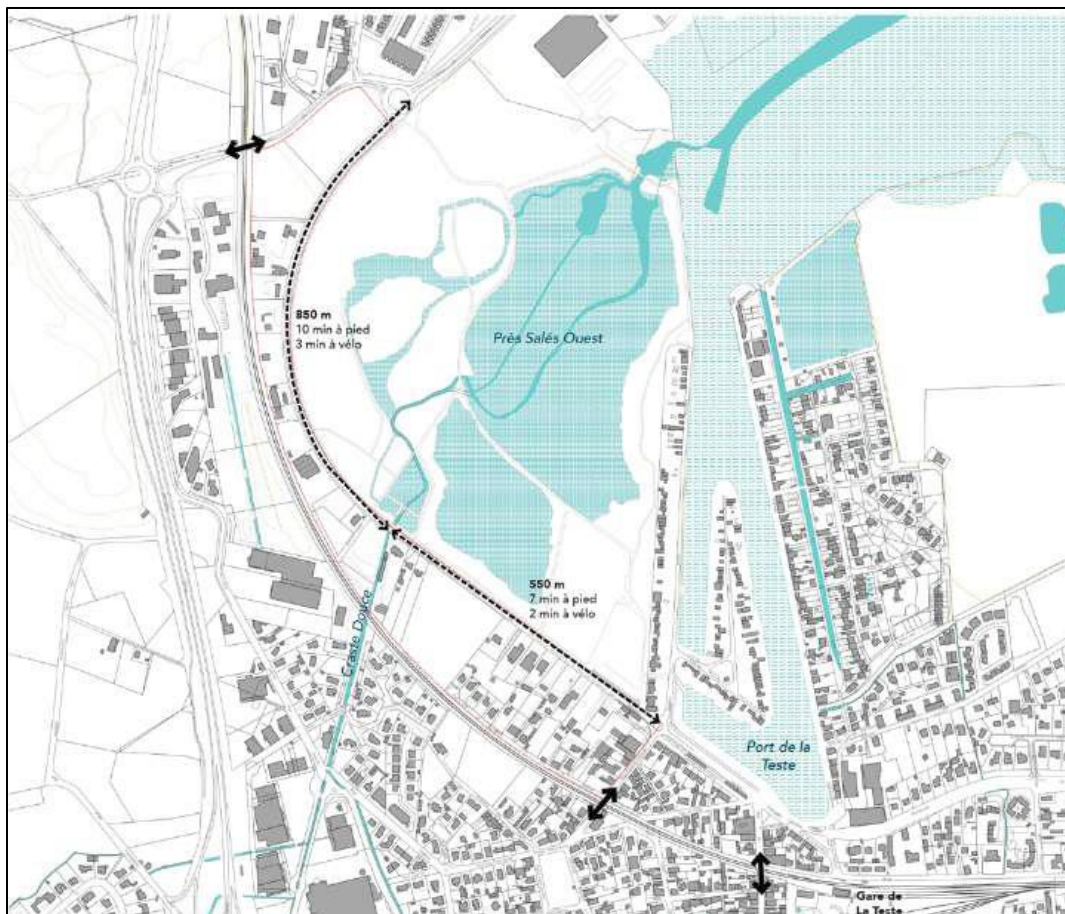 850 m
10 min à pied
3 min à vélo
Près Salés Ouest
550 m
7 min à pied
2 min à vélo
Craste Douce
Port de la
Teste
Gare de
La Teste